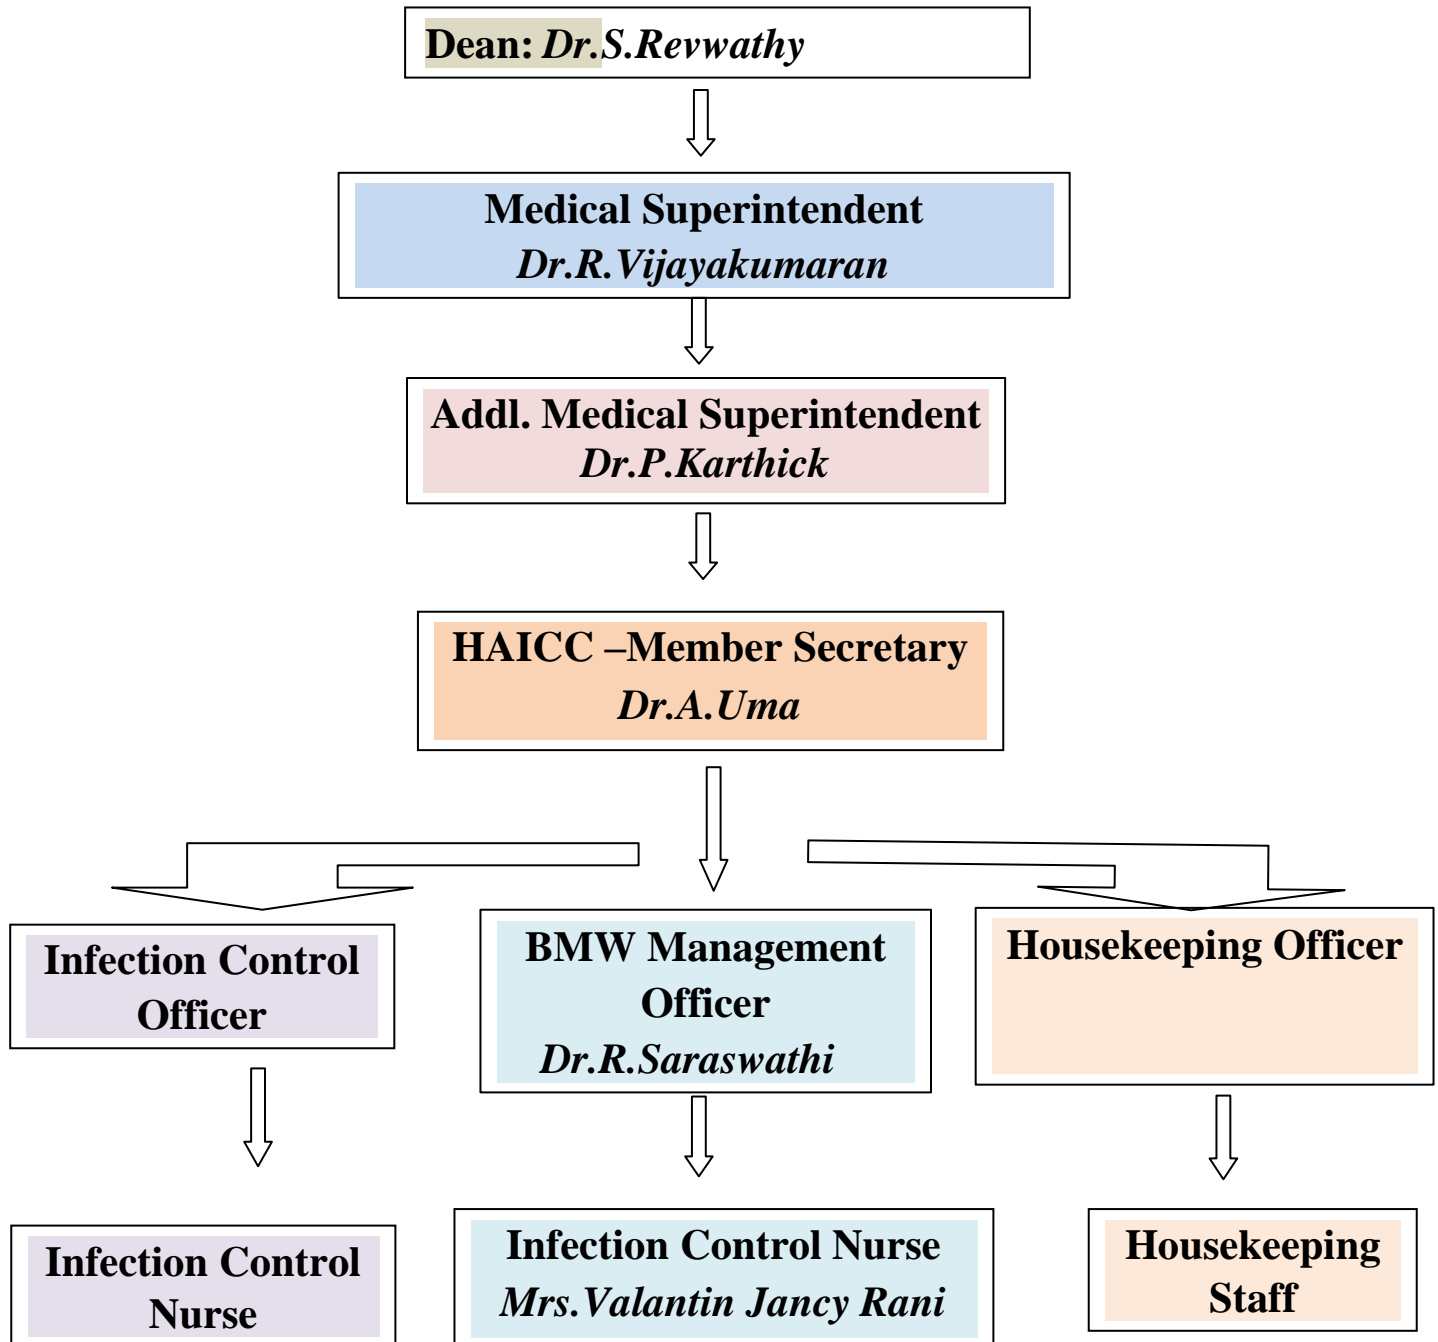 Dean: Dr.S.Revwathy
Medical Superintendent
Dr.R.Vijayakumaran
Addl. Medical Superintendent
Dr.P.Karthick
HAICC –Member Secretary
Dr.A.Uma
Infection Control
Officer
BMW Management
Officer
Dr.R.Saraswathi
Housekeeping Officer
Infection Control
Nurse
Infection Control Nurse
Mrs.Valantin Jancy Rani
Housekeeping
Staff